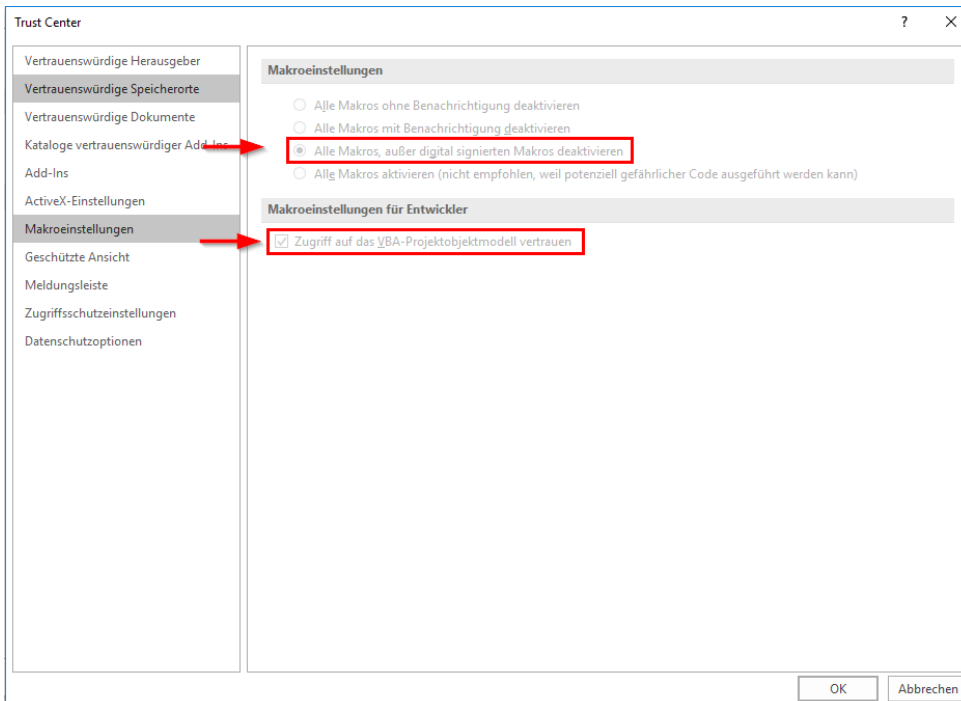 Trust Center
?
Vertrauenswürdige Herausgeber
Vertrauenswürdige Speicherorte
Vertrauenswürdige Dokumente
Kataloge vertrauenswürdiger Add-Ins
Add-Ins
ActiveX-Einstellungen
Makroeinstellungen
Geschützte Ansicht
Meldungsleiste
Zugriffsschutzeinstellungen
Datenschutzoptionen
Makroeinstellungen
Alle Makros ohne Benachrichtigung deaktivieren
Alle Makros mit Benachrichtigung deaktivieren
Alle Makros, außer digital signierten Makros deaktivieren
Alle Makros aktivieren (nicht empfohlen, weil potenziell gefährlicher Code ausgeführt werden kann)
Makroeinstellungen für Entwickler
Zugriff auf das VBA-Projektobjektmodell vertrauen
OK
Abbrechen